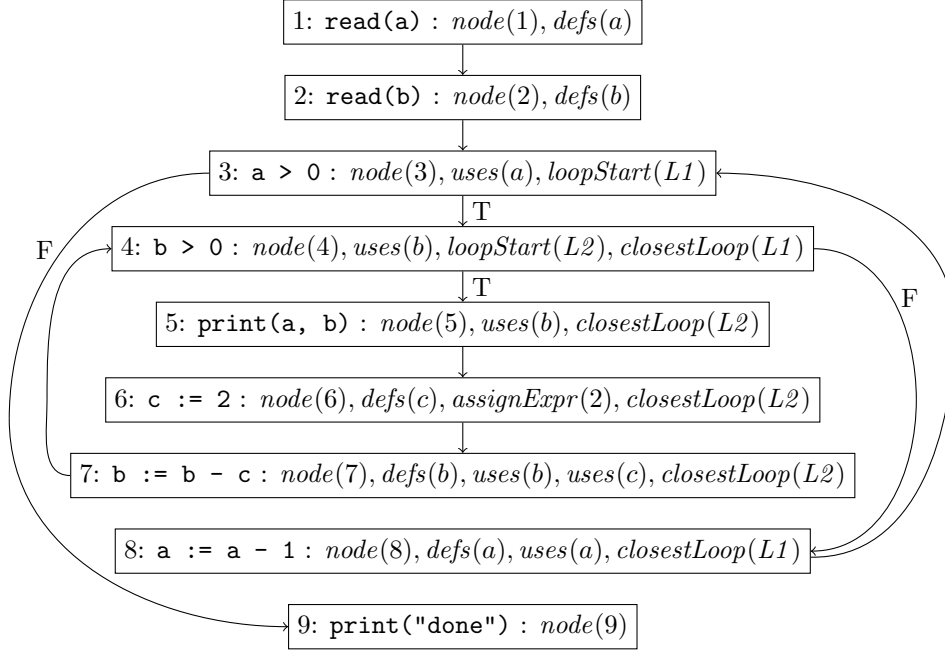 1: read(a) : node(1), defs(a)
2: read(b) : node(2), defs(b)
3: a > 0 : node(3), uses(a), loopStart(L1)
T
F
4: b > 0 : node(4), uses(b), loopStart(L2), closestLoop(L1)
T
F
5: print(a, b) : node(5), uses(b), closestLoop(L2)
6: c := 2 : node(6), defs(c), assignExpr(2), closestLoop(L2)
7: b := b - c : node(7), defs(b), uses(b), uses(c), closestLoop(L2)
8: a := a - 1 : node(8), defs(a), uses(a), closestLoop(L1)
9: print("done") : node(9)